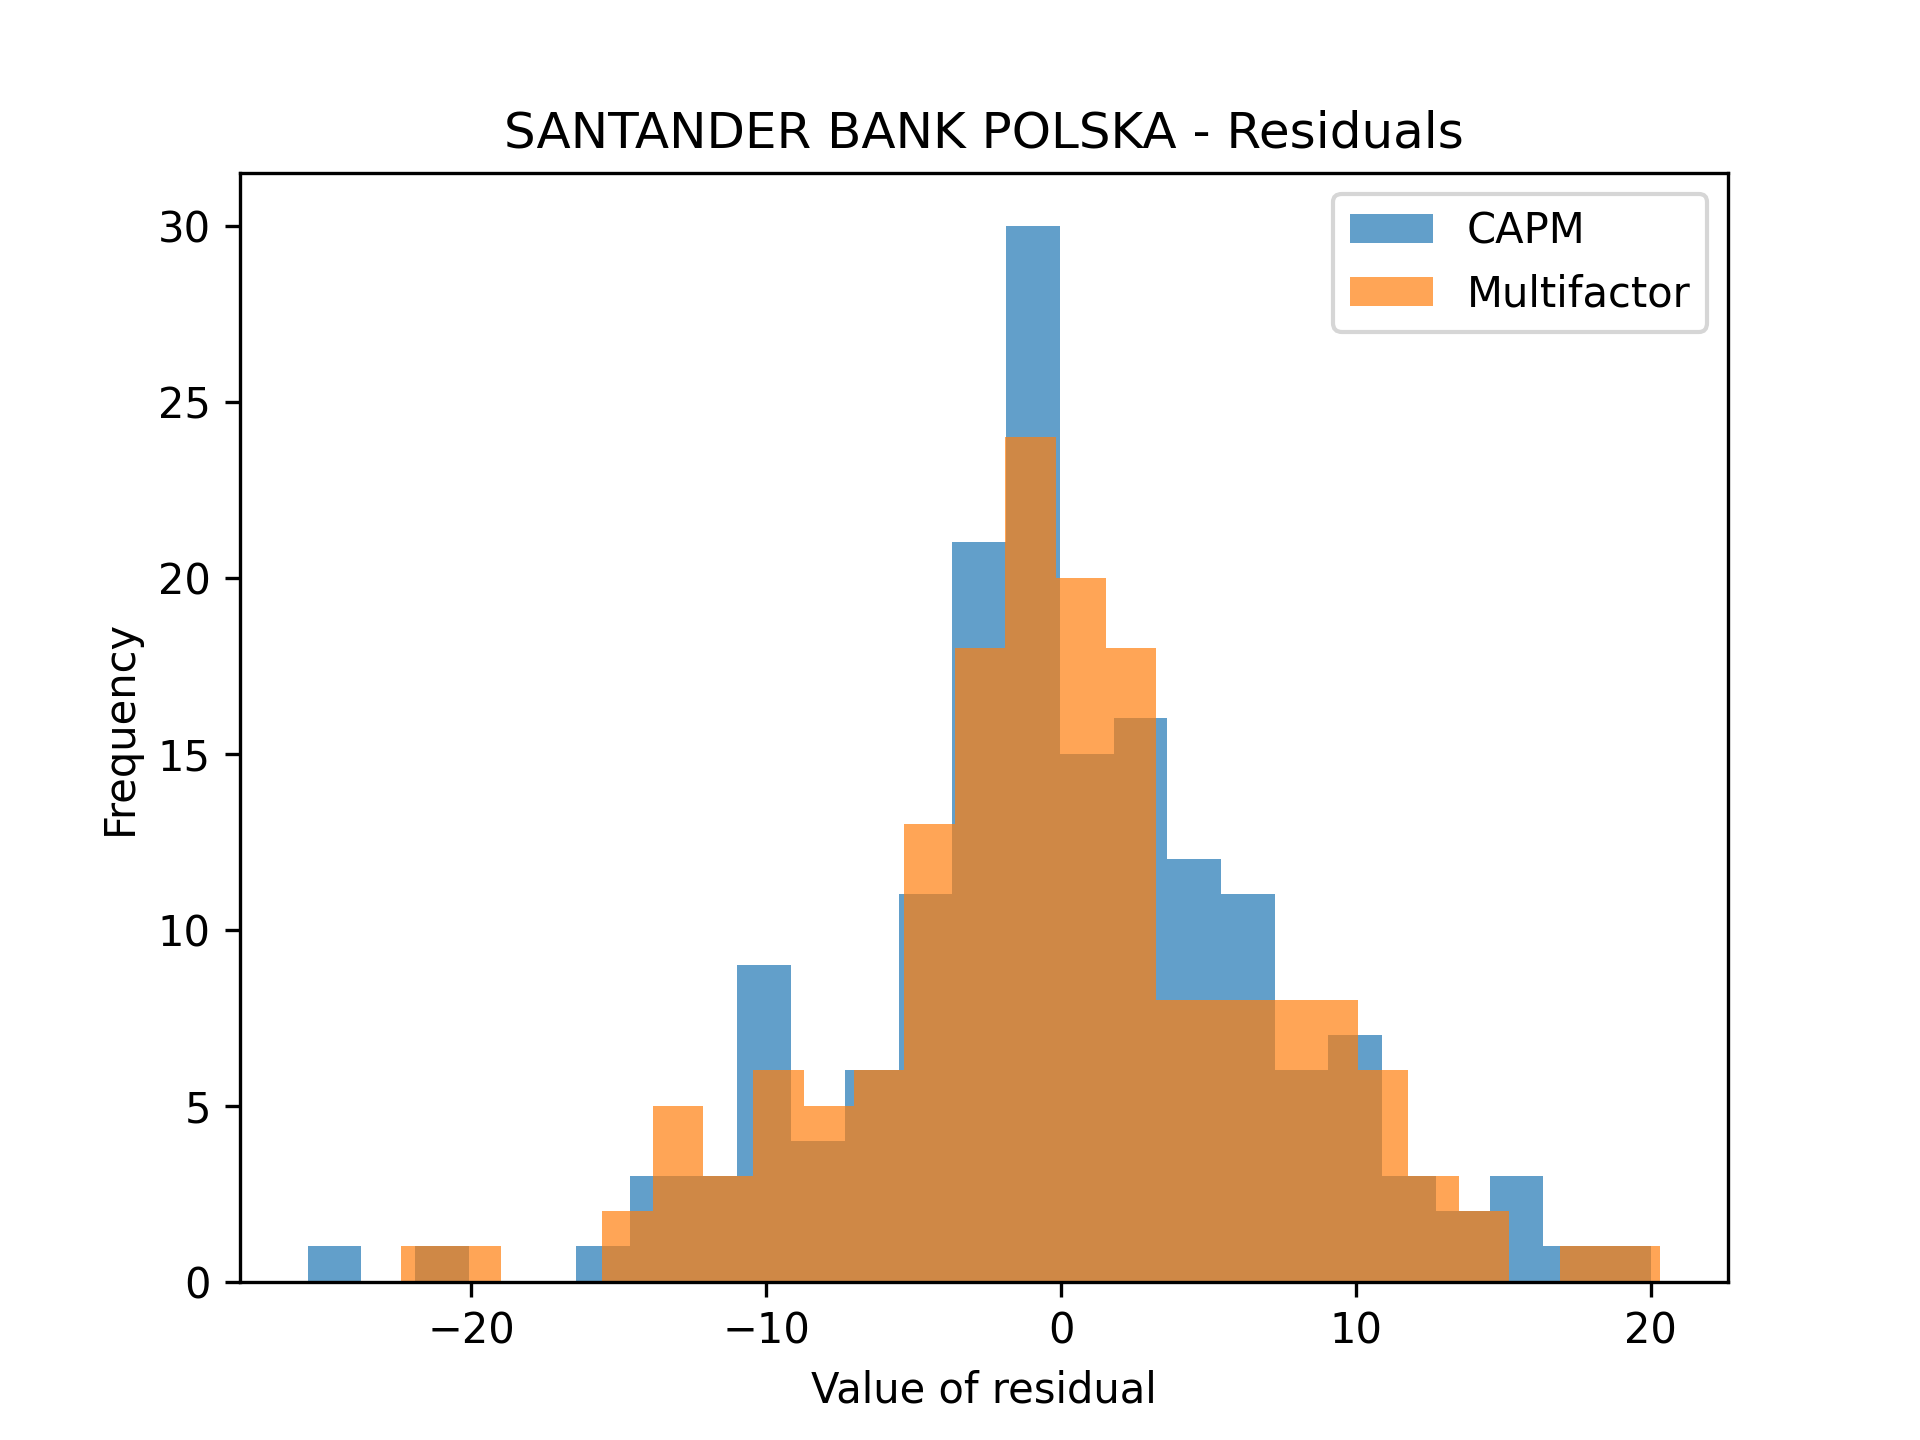 SANTANDER BANK POLSKA - Residuals
CAPM
Multifactor
30
25
20
15
10
5
0
Frequency
−20
−10
0
10
20
Value of residual